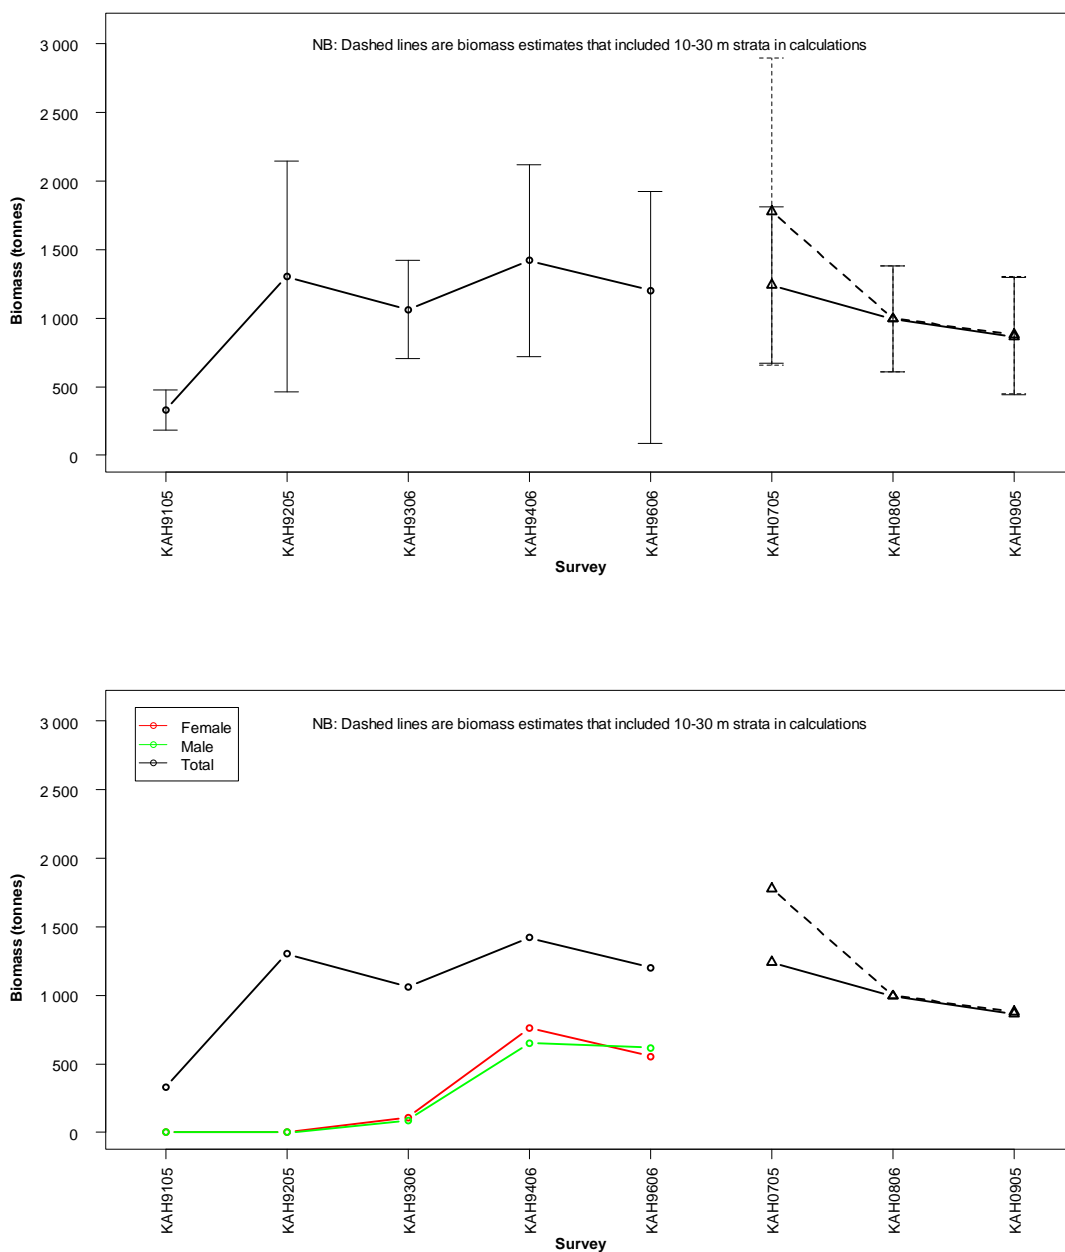 NB: Dashed lines are biomass estimates that included 10-30 m strata in calculations
3 000
2 500
2 000
1 500
1 000
500
0
Biomass (tonnes)
KAH9105
KAH9205
KAH9306
KAH9406
KAH9606
KAH0705
KAH0806
KAH0905
Survey
NB: Dashed lines are biomass estimates that included 10-30 m strata in calculations
Female
Male
Total
3 000
2 500
2 000
1 500
1 000
500
0
Biomass (tonnes)
KAH9105
KAH9205
KAH9306
KAH9406
KAH9606
KAH0705
KAH0806
KAH0905
Survey